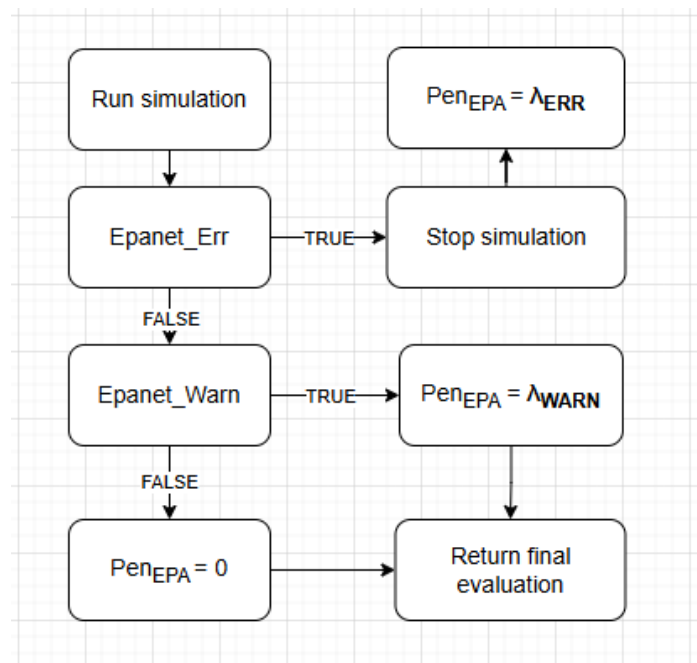 Run simulation
Pen_EPA = λ_ERR
Epanet_Err
TRUE
Stop simulation
FALSE
Epanet_Warn
TRUE
Pen_EPA = λ_WARN
FALSE
Pen_EPA = 0
Return final
evaluation